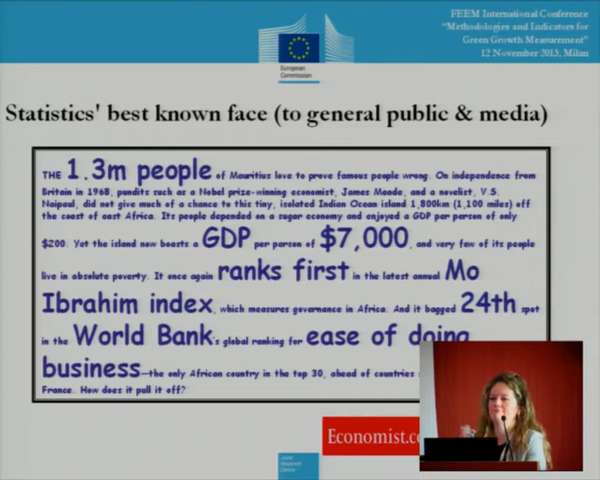 FEEM International Conference
"Methodologies and Indicators for
Green Growth Measurement"
12 November 2013, Milan
European
Commission
Statistics' best known face (to general public & media)
THE 1.3m people of Mauritius love to prove famous people wrong. On independence from
Britain in 1968, pundits such as a Nobel prize-winning economist, James Meade, and a novelist, V.S.
Naipaul, did not give much of a chance to this tiny, isolated Indian Ocean island 1,800km (1,100 miles) off
the coast of east Africa. Its people depended on a sugar economy and enjoyed a GDP per person of only
$200. Yet the island now boasts a GDP per person of $7,000, and very few of its people
live in absolute poverty. It once again ranks first in the latest annual Mo
Ibrahim index, which measures governance in Africa. And it bagged 24th spot
in the World Bank's global ranking for ease of doing
business—the only African country in the top 30, ahead of countries
France. How does it pull it off?
Economist.co
Joint
Research
Centre